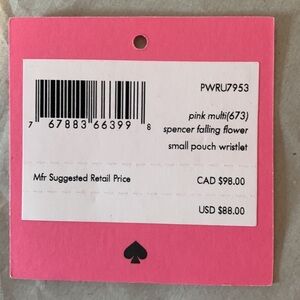 PWRU7953
7 67883 66399 8
pink multi(673)
spencer falling flower
small pouch wristlet
Mfr Suggested Retail Price CAD $98.00
USD $88.00